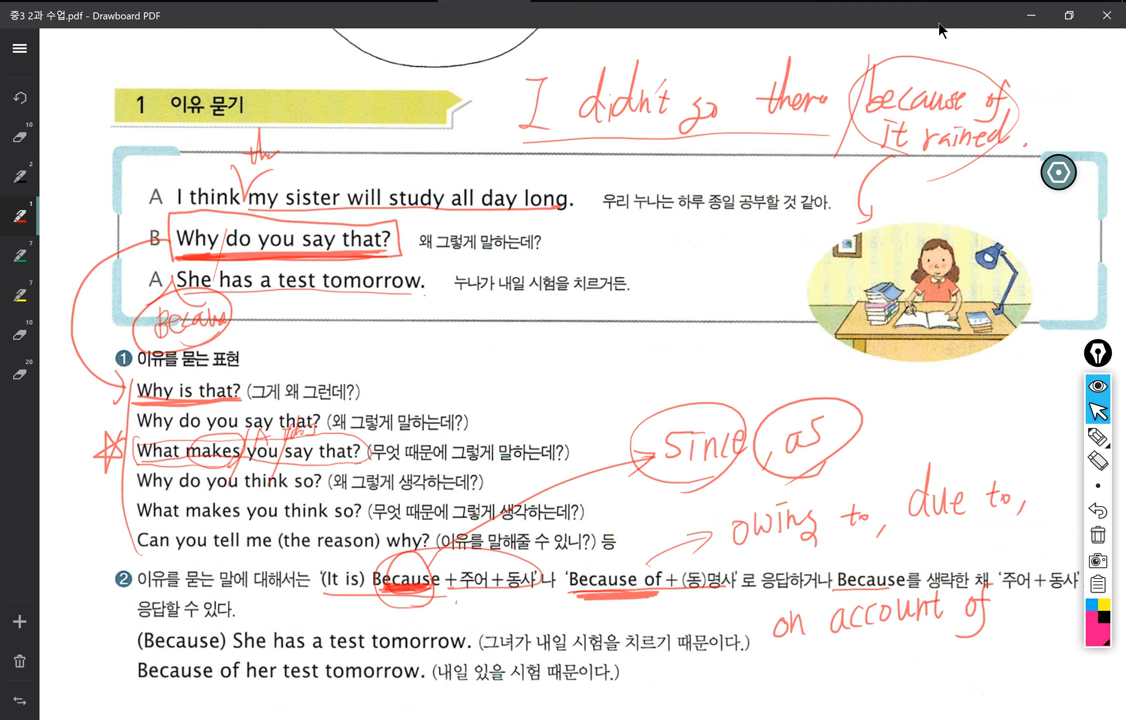 중3 2과 수업.pdf - Drawboard PDF
1 이유 묻기
I didn't go there because of
it rained.
A I think my sister will study all day long. 우리 누나는 하루 종일 공부할 것 같아.
B Why do you say that? 왜 그렇게 말하는데?
A She has a test tomorrow. 누나가 내일 시험을 치르거든.
1 이유를 묻는 표현
Why is that? (그게 왜 그런데?)
Why do you say that? (왜 그렇게 말하는데?)
What makes you say that? (무엇 때문에 그렇게 말하는데?)
Why do you think so? (왜 그렇게 생각하는데?)
What makes you think so? (무엇 때문에 그렇게 생각하는데?)
Can you tell me (the reason) why? (이유를 말해줄 수 있니?) 등
since, as
owing to, due to,
2 이유를 묻는 말에 대해서는 '(It is) Because+주어+동사'나 'Because of+(동)명사'로 응답하거나 Because를 생략한 채 '주어+동사'
응답할 수 있다.
on account of
(Because) She has a test tomorrow. (그녀가 내일 시험을 치르기 때문이다.)
Because of her test tomorrow. (내일 있을 시험 때문이다.)
10
2
1
7
7
10
20